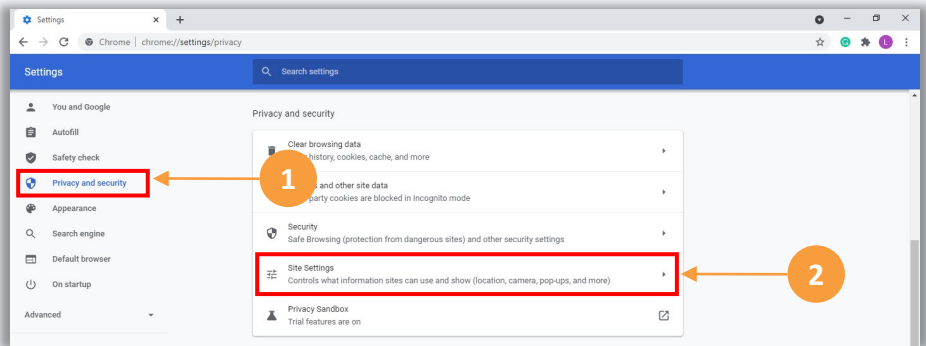 Settings
Chrome | chrome://settings/privacy
L
Settings
Search settings
You and Google
Autofill
Safety check
Privacy and security
Appearance
Search engine
Default browser
On startup
Advanced
Privacy and security
Clear browsing data
history, cookies, cache, and more
and other site data
party cookies are blocked in Incognito mode
Security
Safe Browsing (protection from dangerous sites) and other security settings
Site Settings
Controls what information sites can use and show (location, camera, pop-ups, and more)
Privacy Sandbox
Trial features are on
1
2